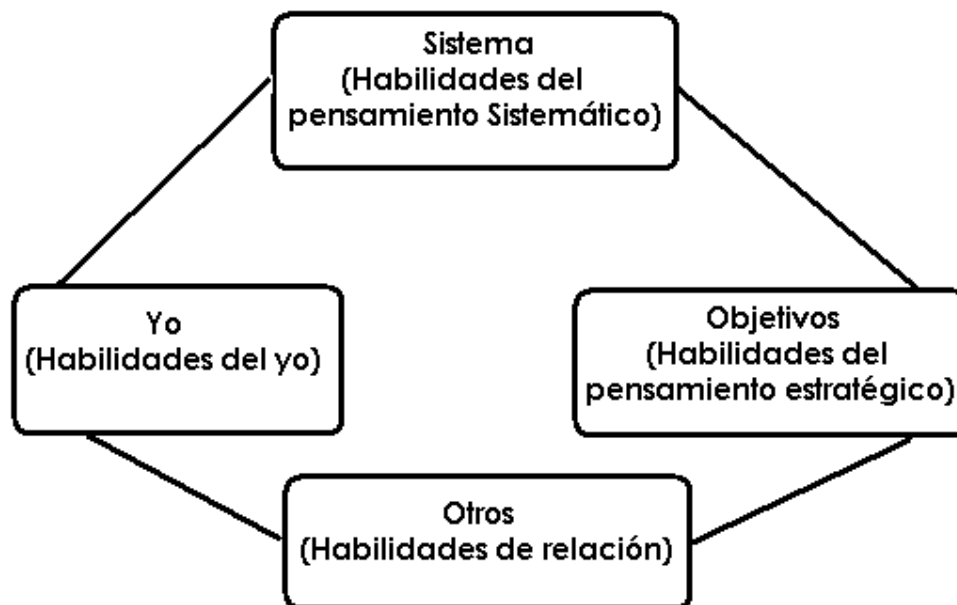 Sistema
(Habilidades del
pensamiento Sistemático)
Yo
(Habilidades del yo)
Objetivos
(Habilidades del
pensamiento estratégico)
Otros
(Habilidades de relación)